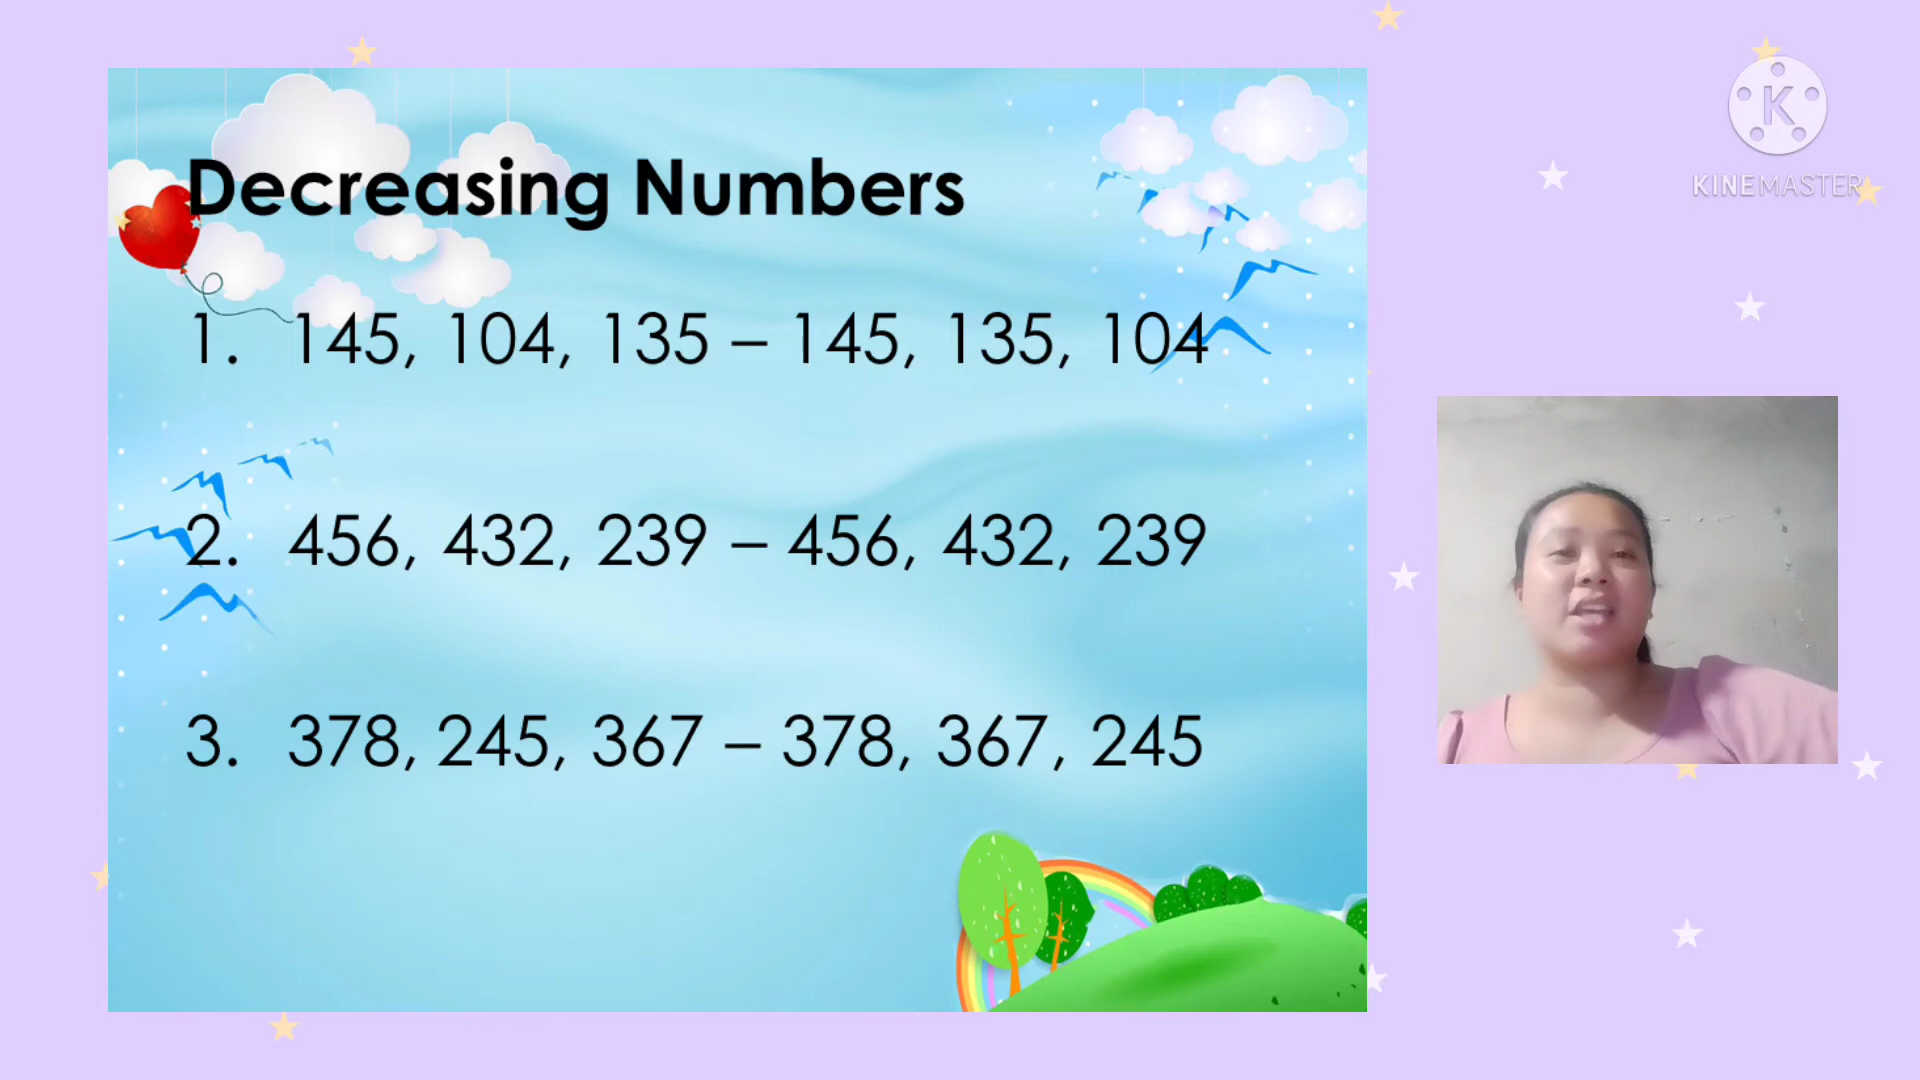 Decreasing Numbers
1. 145, 104, 135 – 145, 135, 104
2. 456, 432, 239 – 456, 432, 239
3. 378, 245, 367 – 378, 367, 245
K
KINEMASTER